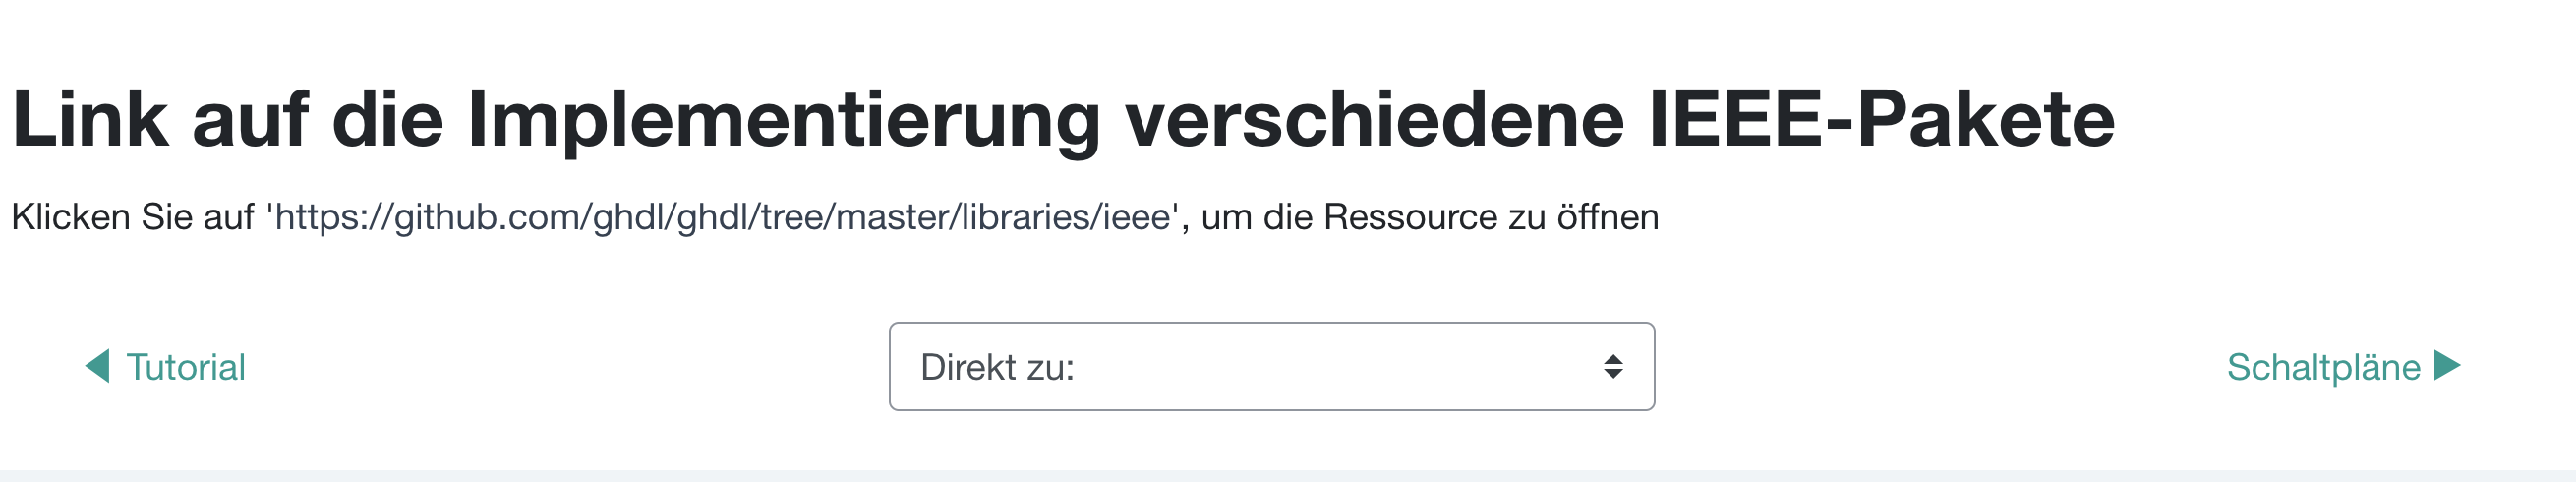 Link auf die Implementierung verschiedene IEEE-Pakete
Klicken Sie auf 'https://github.com/ghdl/ghdl/tree/master/libraries/ieee', um die Ressource zu öffnen
◀ Tutorial
Direkt zu:
Schaltpläne ▶